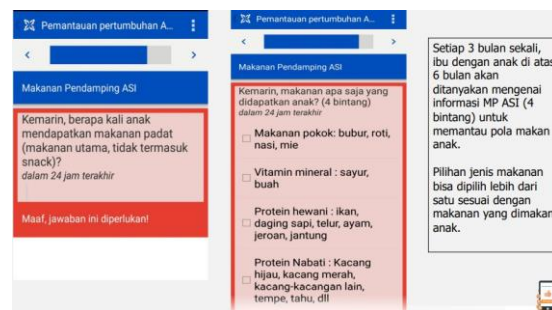 Pemantauan pertumbuhan A...
Makanan Pendamping ASI
Kemarin, berapa kali anak
mendapatkan makanan padat
(makanan utama, tidak termasuk
snack)?
dalam 24 jam terakhir
Maaf, jawaban ini diperlukan!
Pemantauan pertumbuhan A...
Makanan Pendamping ASI
Kemarin, makanan apa saja yang
didapatkan anak? (4 bintang)
dalam 24 jam terakhir
Makanan pokok: bubur, roti,
nasi, mie
Vitamin mineral : sayur,
buah
Protein hewani : ikan,
daging sapi, telur, ayam,
jeroan, jantung
Protein Nabati : Kacang
hijau, kacang merah,
kacang-kacangan lain,
tempe, tahu, dll
Setiap 3 bulan sekali,
ibu dengan anak di atas
6 bulan akan
ditanyakan mengenai
informasi MP ASI (4
bintang) untuk
memantau pola makan
anak.
Pilihan jenis makanan
bisa dipilih lebih dari
satu sesuai dengan
makanan yang dimakan
anak.